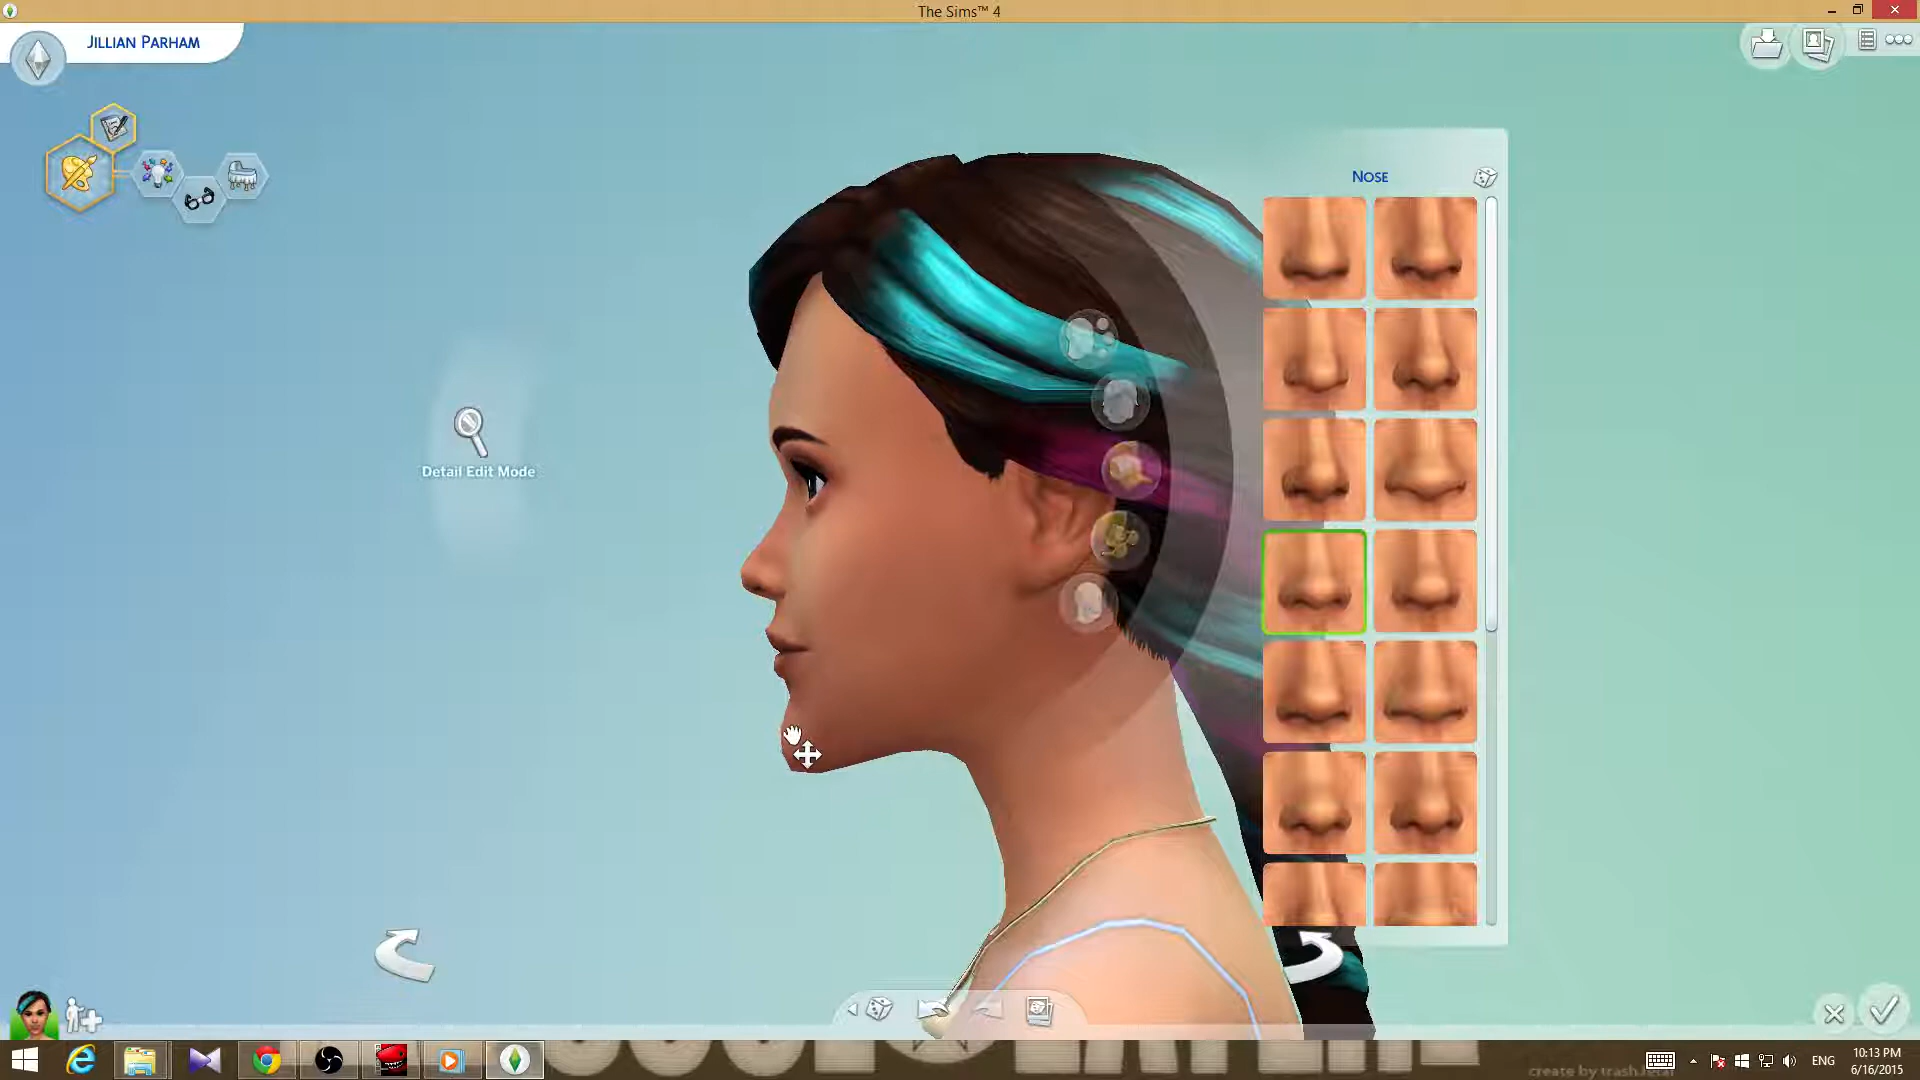 The Sims™ 4
JILLIAN PARHAM
NOSE
Detail Edit Mode
ENG
10:13 PM
6/16/2015